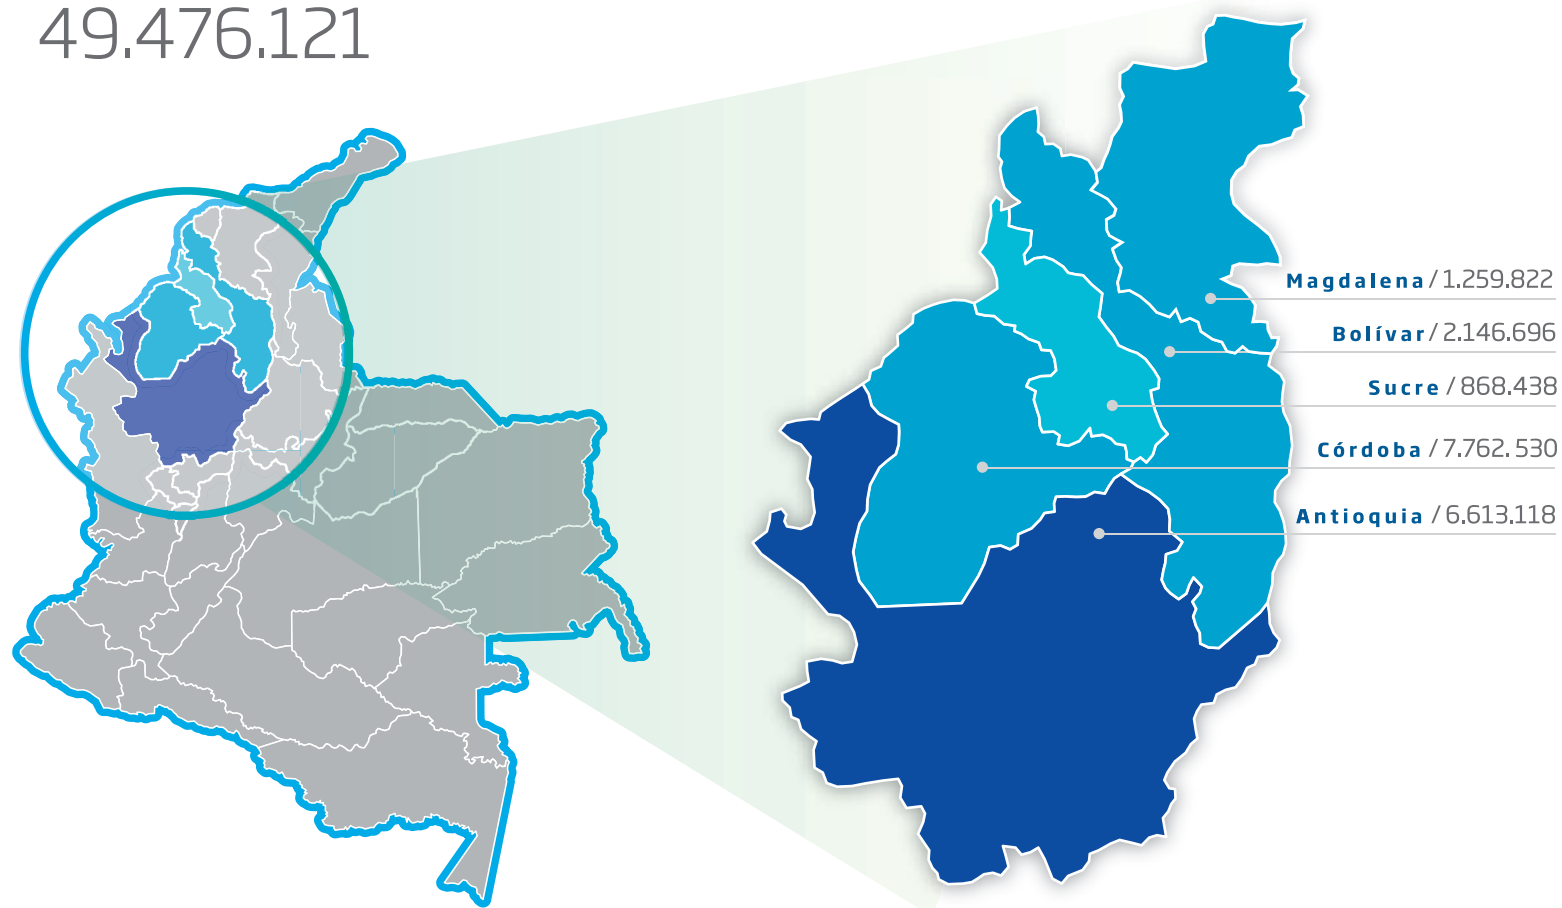 49.476.121
Magdalena / 1.259.822
Bolívar / 2.146.696
Sucre / 868.438
Córdoba / 7.762.530
Antioquia / 6.613.118